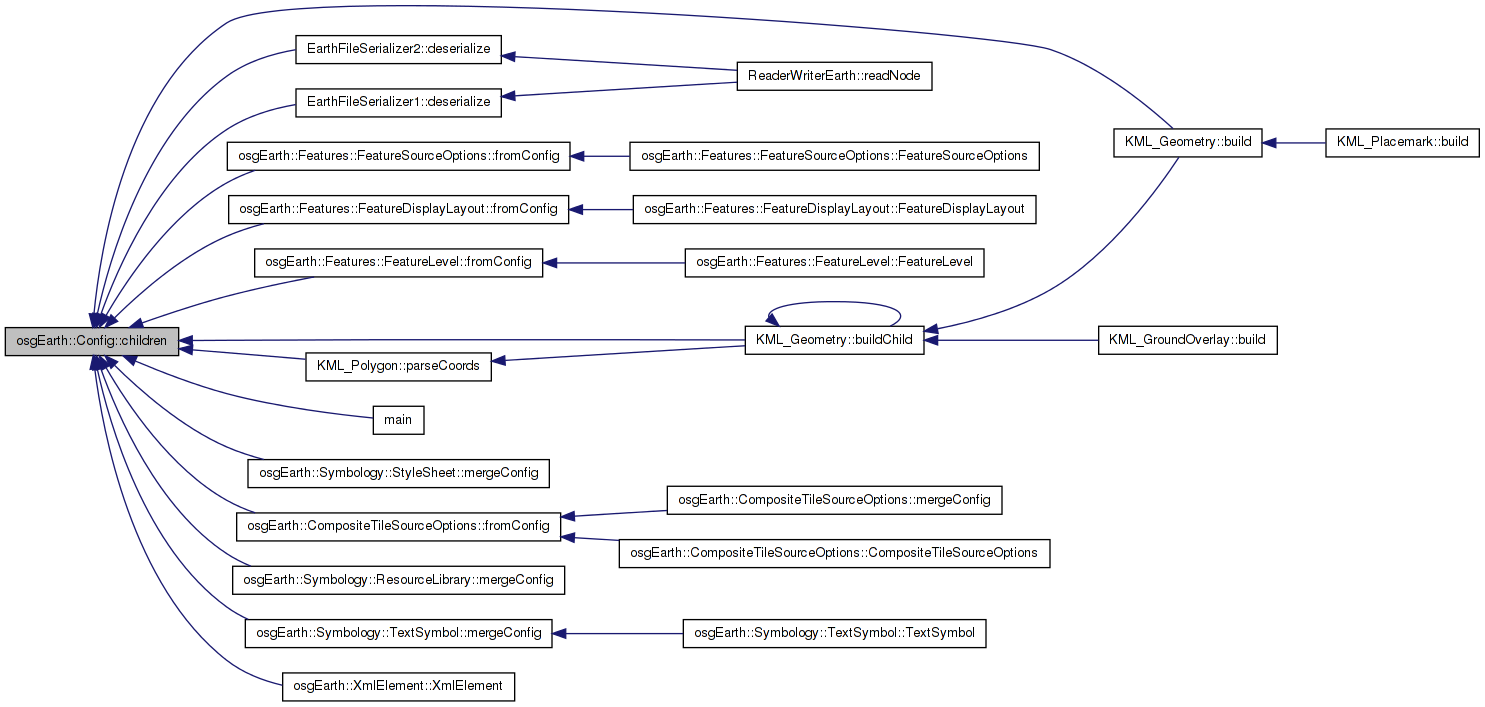 EarthFileSerializer2::deserialize
ReaderWriterEarth::readNode
EarthFileSerializer1::deserialize
KML_Geometry::build
KML_Placemark::build
osgEarth::Features::FeatureSourceOptions::fromConfig
osgEarth::Features::FeatureSourceOptions::FeatureSourceOptions
osgEarth::Features::FeatureDisplayLayout::fromConfig
osgEarth::Features::FeatureDisplayLayout::FeatureDisplayLayout
osgEarth::Features::FeatureLevel::fromConfig
osgEarth::Features::FeatureLevel::FeatureLevel
osgEarth::Config::children
KML_Geometry::buildChild
KML_GroundOverlay::build
KML_Polygon::parseCoords
main
osgEarth::Symbology::StyleSheet::mergeConfig
osgEarth::CompositeTileSourceOptions::mergeConfig
osgEarth::CompositeTileSourceOptions::fromConfig
osgEarth::CompositeTileSourceOptions::CompositeTileSourceOptions
osgEarth::Symbology::ResourceLibrary::mergeConfig
osgEarth::Symbology::TextSymbol::mergeConfig
osgEarth::Symbology::TextSymbol::TextSymbol
osgEarth::XmlElement::XmlElement